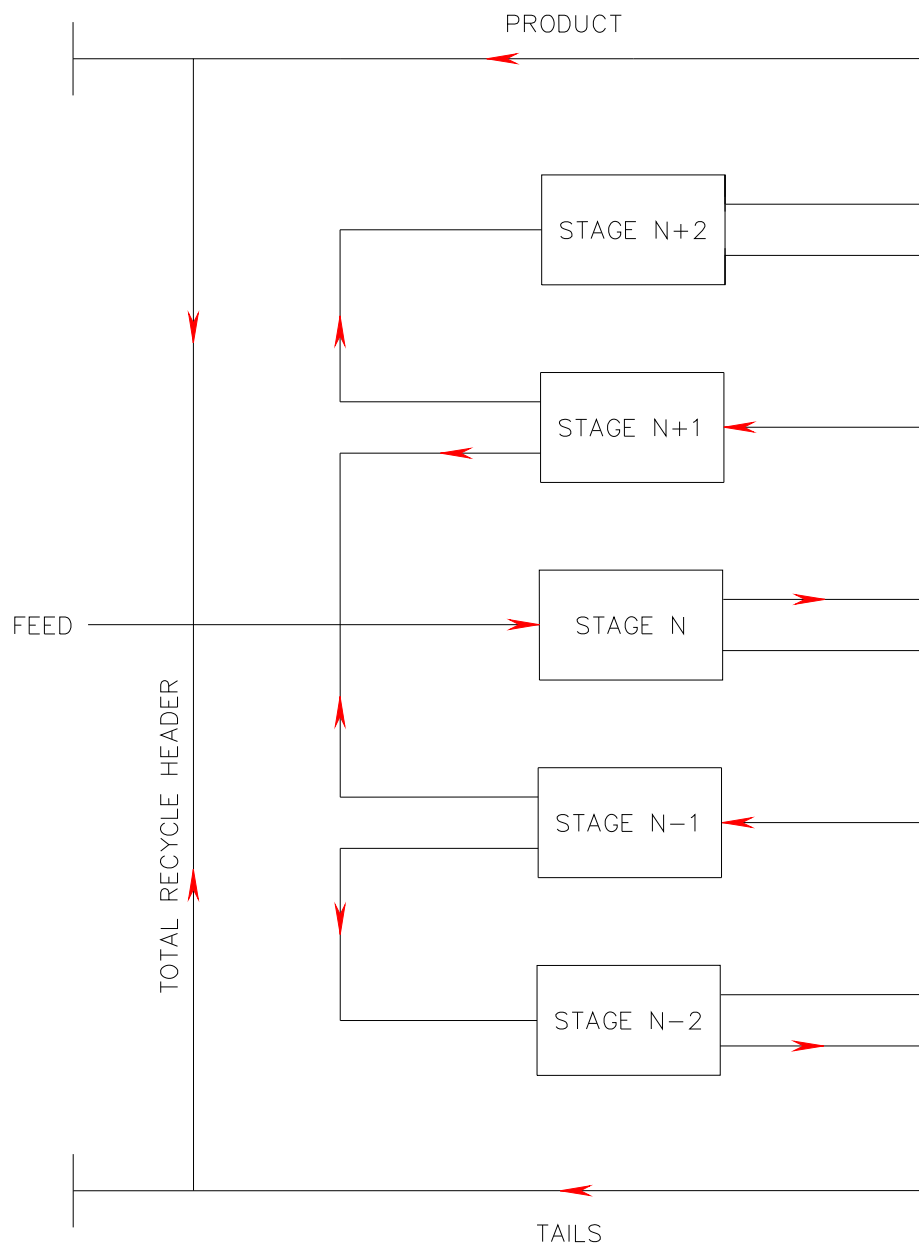 PRODUCT
STAGE N+2
STAGE N+1
FEED
STAGE N
TOTAL RECYCLE HEADER
STAGE N-1
STAGE N-2
TAILS